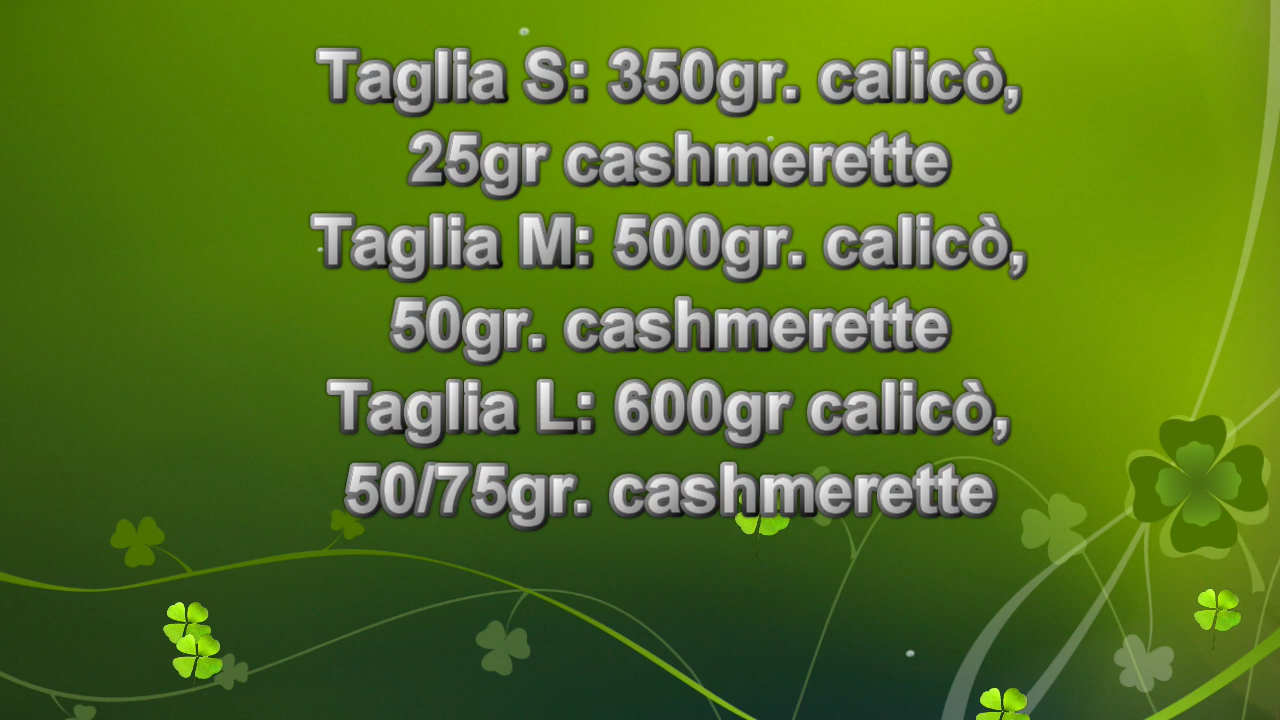 Taglia S: 350gr. calicò,
25gr cashmerette
Taglia M: 500gr. calicò,
50gr. cashmerette
Taglia L: 600gr calicò,
50/75gr. cashmerette